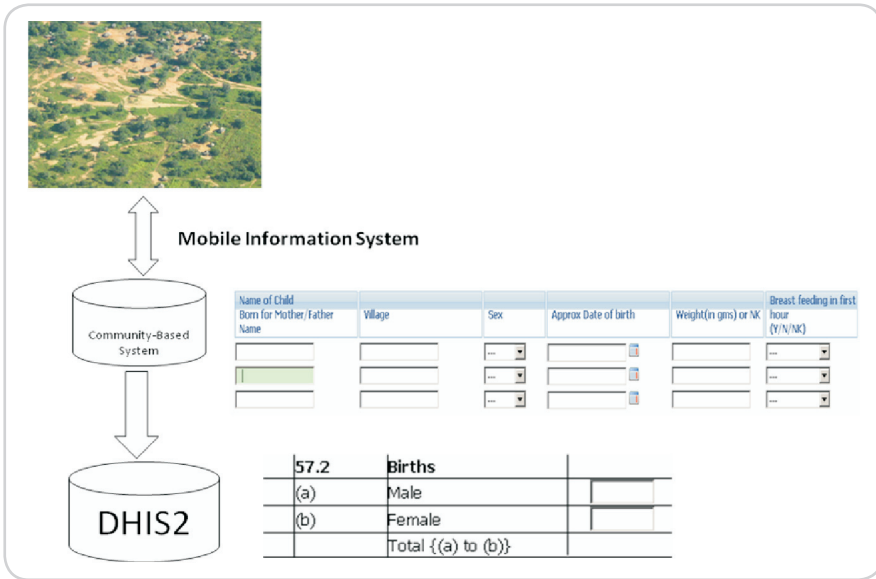 Mobile Information System
Community-Based
System
Name of Child
Born for Mother/Father
Name
Village
Sex
Approx Date of birth
Weight(in gms) or NK
Breast feeding in first
hour
(Y/N/NK)
... ...
... ...
... ...
DHIS2
57.2 Births
(a) Male
(b) Female
Total {(a) to (b)}